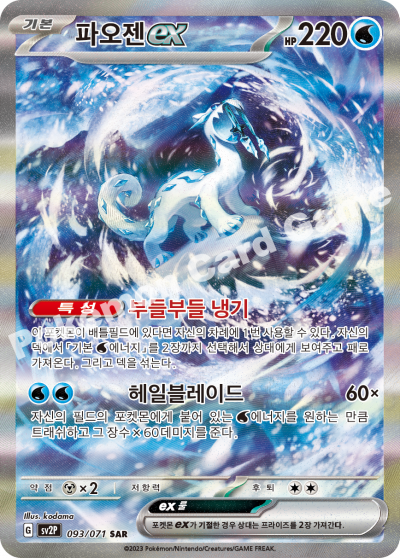 기본 파오젠 ex HP 220
특성 부들부들 냉기
이 포켓몬이 배틀필드에 있다면 자신의 차례에 1번 사용할 수 있다. 자신의
덱에서 「기본 에너지」를 2장까지 선택해서 상대에게 보여주고 패로
가져온다. 그리고 덱을 섞는다.
헤일블레이드 60×
자신의 필드의 포켓몬에게 붙어 있는 에너지를 원하는 만큼
트래쉬하고 그 장수×60데미지를 준다.
약점 ×2 저항력 후퇴
Illus. kodama
ex 룰
포켓몬 ex가 기절한 경우 상대는 프라이즈를 2장 가져간다.
G sv2P 093/071 SAR
©2023 Pokémon/Nintendo/Creatures/GAME FREAK.
Pokémon Card Game